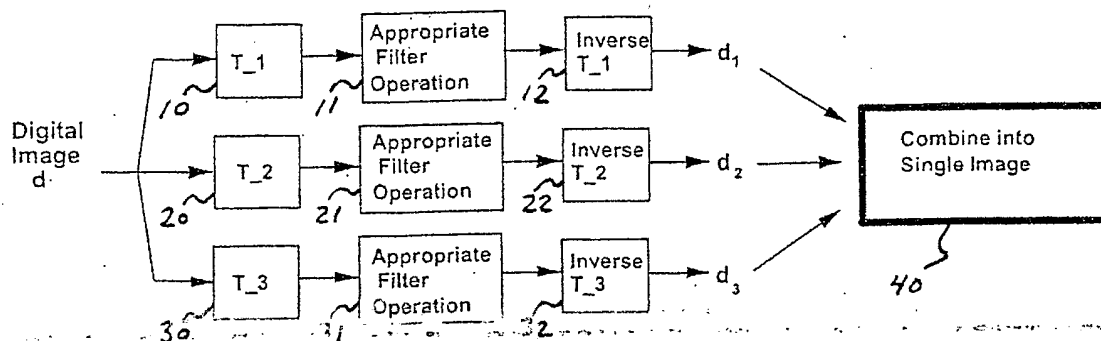 Digital
Image
d
T_1
10
Appropriate
Filter
Operation
11
Inverse
T_1
12
d₁
T_2
20
Appropriate
Filter
Operation
21
Inverse
T_2
22
d₂
T_3
30
Appropriate
Filter
Operation
31
Inverse
T_3
32
d₃
Combine into
Single Image
40